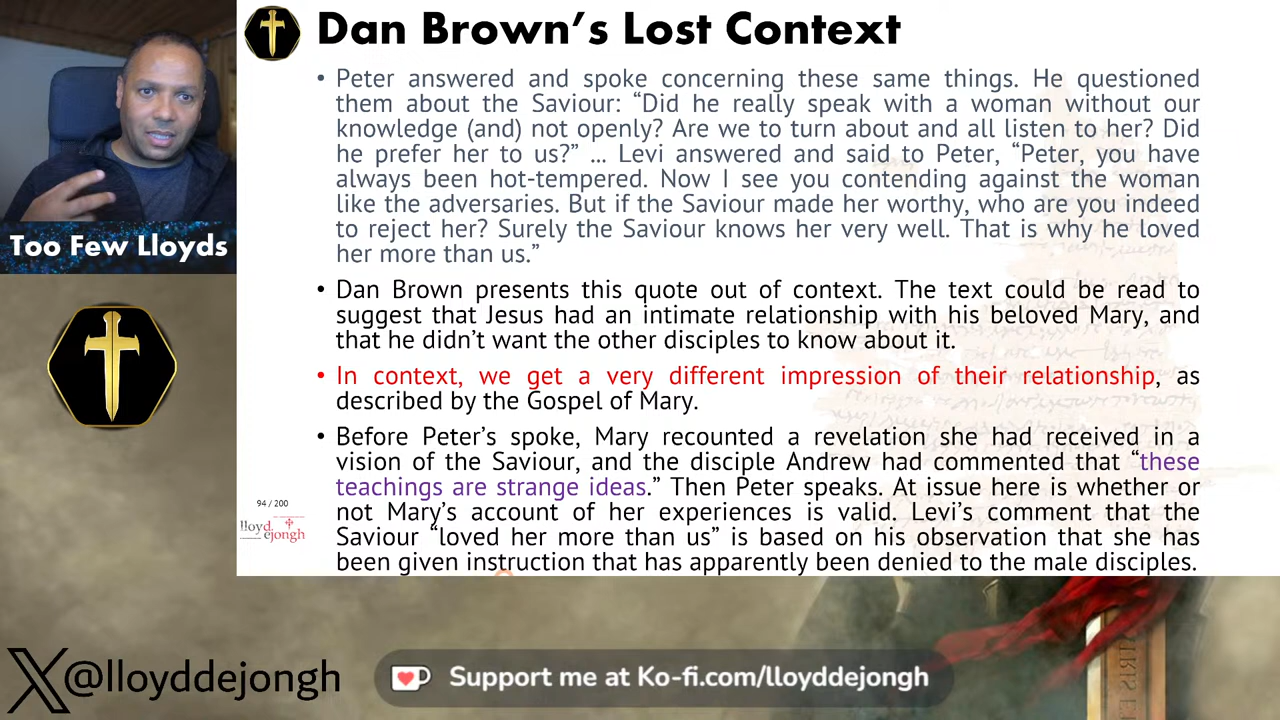 Dan Brown's Lost Context
• Peter answered and spoke concerning these same things. He questioned
them about the Saviour: “Did he really speak with a woman without our
knowledge (and) not openly? Are we to turn about and all listen to her? Did
he prefer her to us?” ... Levi answered and said to Peter, “Peter, you have
always been hot-tempered. Now I see you contending against the woman
like the adversaries. But if the Saviour made her worthy, who are you indeed
to reject her? Surely the Saviour knows her very well. That is why he loved
her more than us.”
• Dan Brown presents this quote out of context. The text could be read to
suggest that Jesus had an intimate relationship with his beloved Mary, and
that he didn’t want the other disciples to know about it.
• In context, we get a very different impression of their relationship, as
described by the Gospel of Mary.
• Before Peter’s spoke, Mary recounted a revelation she had received in a
vision of the Saviour, and the disciple Andrew had commented that “these
teachings are strange ideas.” Then Peter speaks. At issue here is whether or
not Mary’s account of her experiences is valid. Levi’s comment that the
Saviour “loved her more than us” is based on his observation that she has
been given instruction that has apparently been denied to the male disciples.
Too Few Lloyds
94 / 200
lloyd
dejongh
X@lloyddejongh
Support me at Ko-fi.com/lloyddejongh